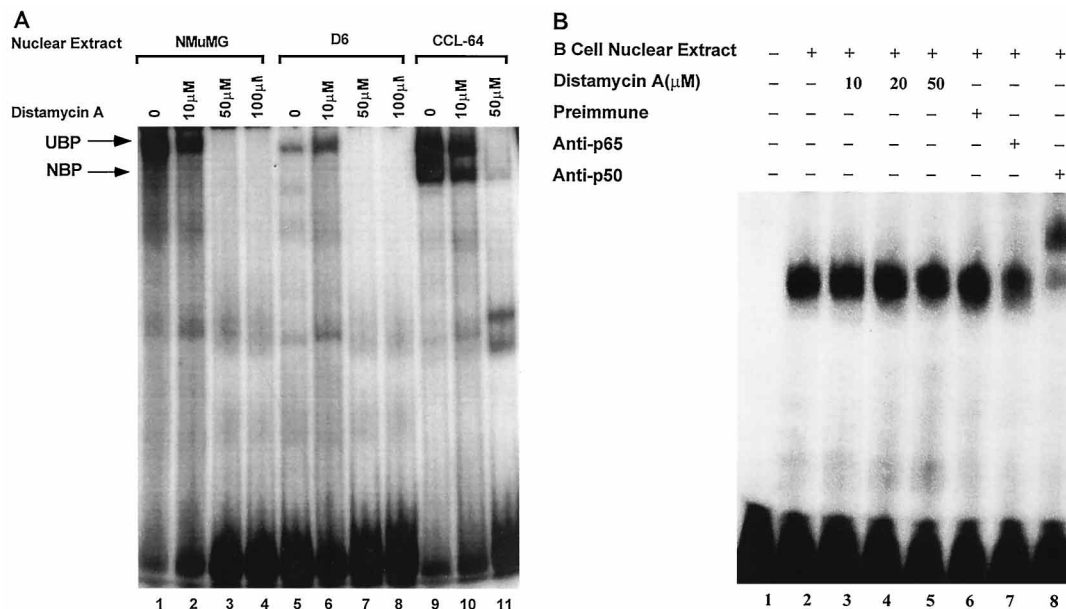 A
Nuclear Extract NMuMG D6 CCL-64
Distamycin A 0 10µM 50µM 100µM 0 10µM 50µM 100µM 0 10µM 50µM
UBP
NBP
1 2 3 4 5 6 7 8 9 10 11
B
B Cell Nuclear Extract – + + + + + + +
Distamycin A(µM) – – 10 20 50 – – –
Preimmune – – – – – + – –
Anti-p65 – – – – – – + –
Anti-p50 – – – – – – – +
1 2 3 4 5 6 7 8